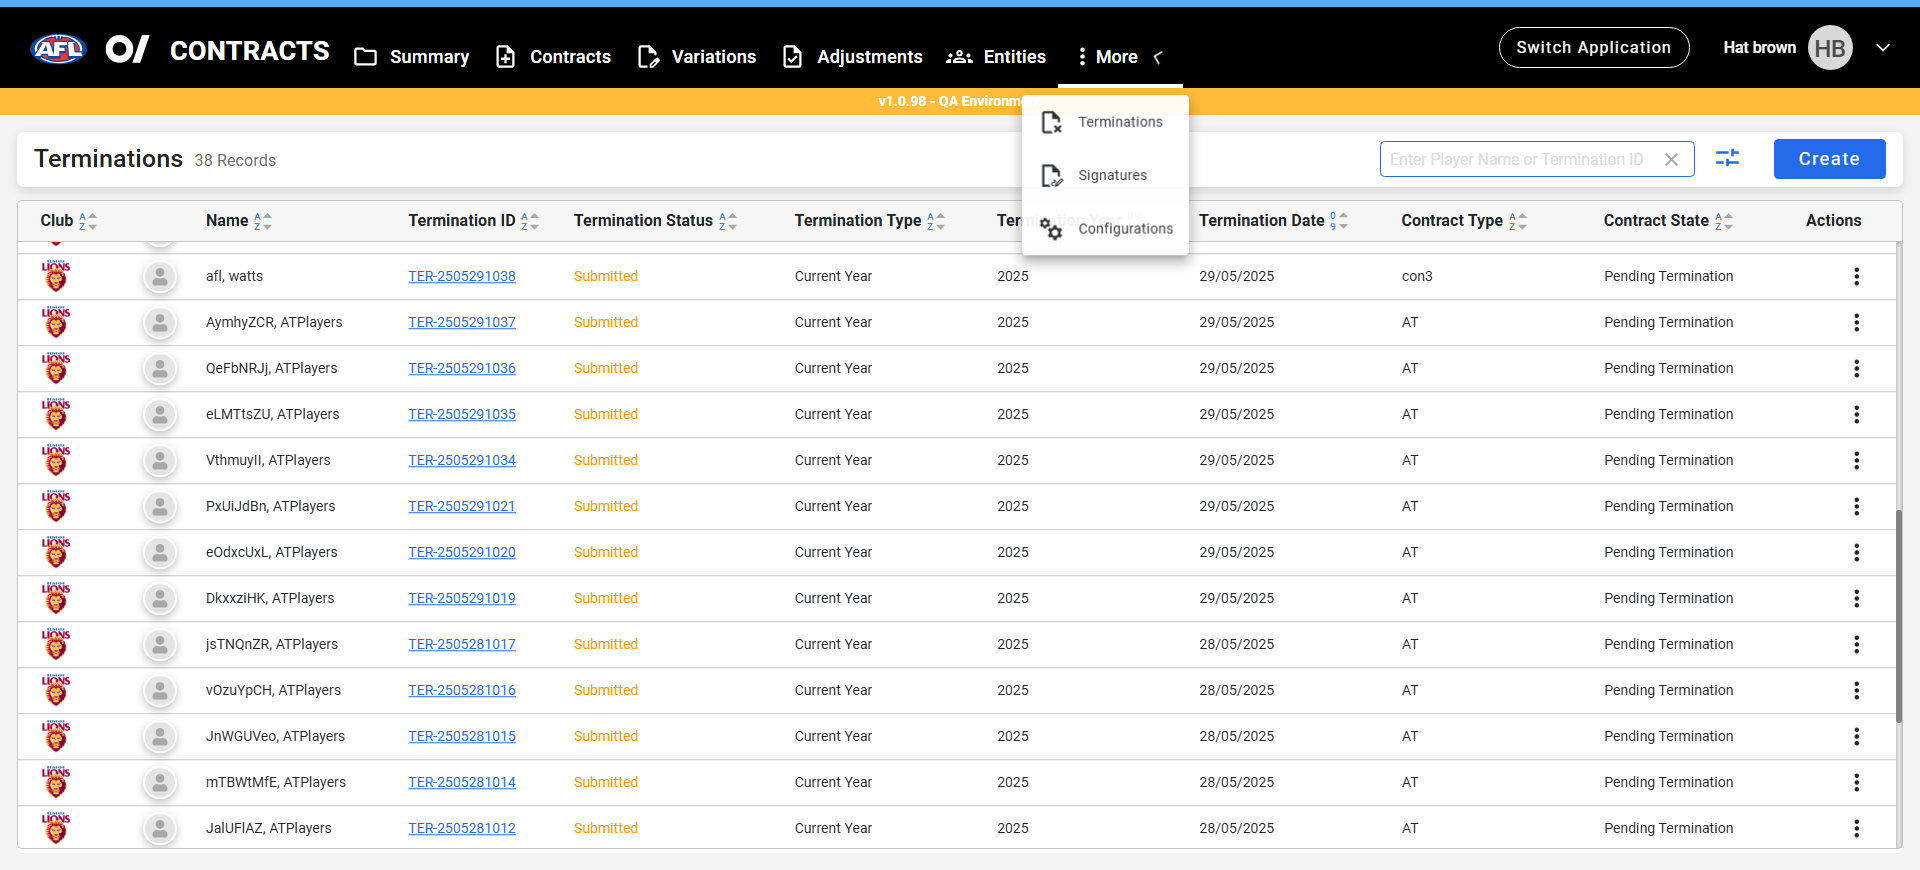 AFL CONTRACTS Summary Contracts Variations Adjustments Entities More Switch Application Hat brown HB
v1.0.98 - QA Environm
Terminations
Signatures
Configurations
Terminations 38 Records Enter Player Name or Termination ID Create
Club Name Termination ID Termination Status Termination Type Termination Year Termination Date Contract Type Contract State Actions
LIONS afl, watts TER-2505291038 Submitted Current Year 2025 29/05/2025 con3 Pending Termination
LIONS AymhyZCR, ATPlayers TER-2505291037 Submitted Current Year 2025 29/05/2025 AT Pending Termination
LIONS QeFbNRJj, ATPlayers TER-2505291036 Submitted Current Year 2025 29/05/2025 AT Pending Termination
LIONS eLMTtsZU, ATPlayers TER-2505291035 Submitted Current Year 2025 29/05/2025 AT Pending Termination
LIONS TER-2505291034 Submitted Current Year 2025 29/05/2025 AT Pending Termination
LIONS PxUiJdBn, ATPlayers TER-2505291021 Submitted Current Year 2025 29/05/2025 AT Pending Termination
LIONS eOdxcUxL, ATPlayers TER-2505291020 Submitted Current Year 2025 29/05/2025 AT Pending Termination
LIONS DkxxziHK, ATPlayers TER-2505291019 Submitted Current Year 2025 29/05/2025 AT Pending Termination
LIONS jsTNQnZR, ATPlayers TER-2505281017 Submitted Current Year 2025 28/05/2025 AT Pending Termination
LIONS vOzuYpCH, ATPlayers TER-2505281016 Submitted Current Year 2025 28/05/2025 AT Pending Termination
LIONS JnWGUVeo, ATPlayers TER-2505281015 Submitted Current Year 2025 28/05/2025 AT Pending Termination
LIONS mTBWtMfE, ATPlayers TER-2505281014 Submitted Current Year 2025 28/05/2025 AT Pending Termination
LIONS ATPlayers TER-2505281012 Submitted Current Year 2025 28/05/2025 AT Pending Termination